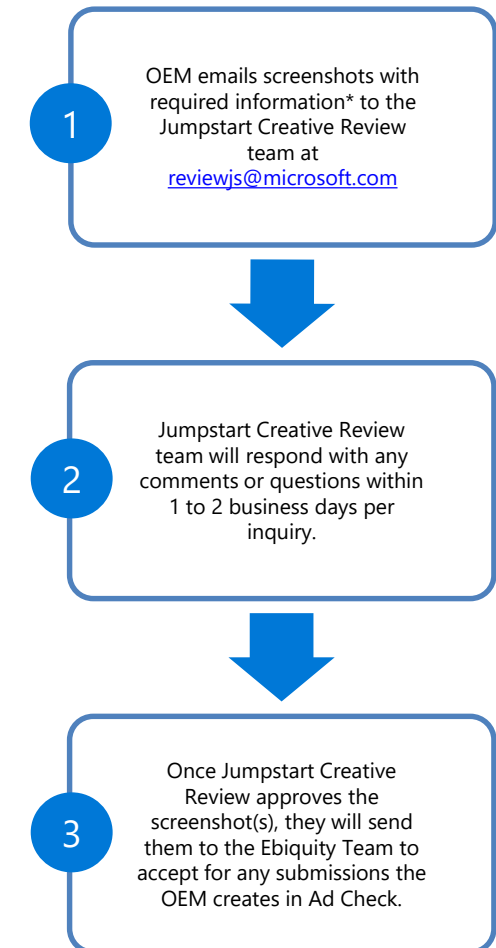 1
OEM emails screenshots with
required information* to the
Jumpstart Creative Review
team at
reviewjs@microsoft.com
2
Jumpstart Creative Review
team will respond with any
comments or questions within
1 to 2 business days per
inquiry.
3
Once Jumpstart Creative
Review approves the
screenshot(s), they will send
them to the Ebiquity Team to
accept for any submissions the
OEM creates in Ad Check.